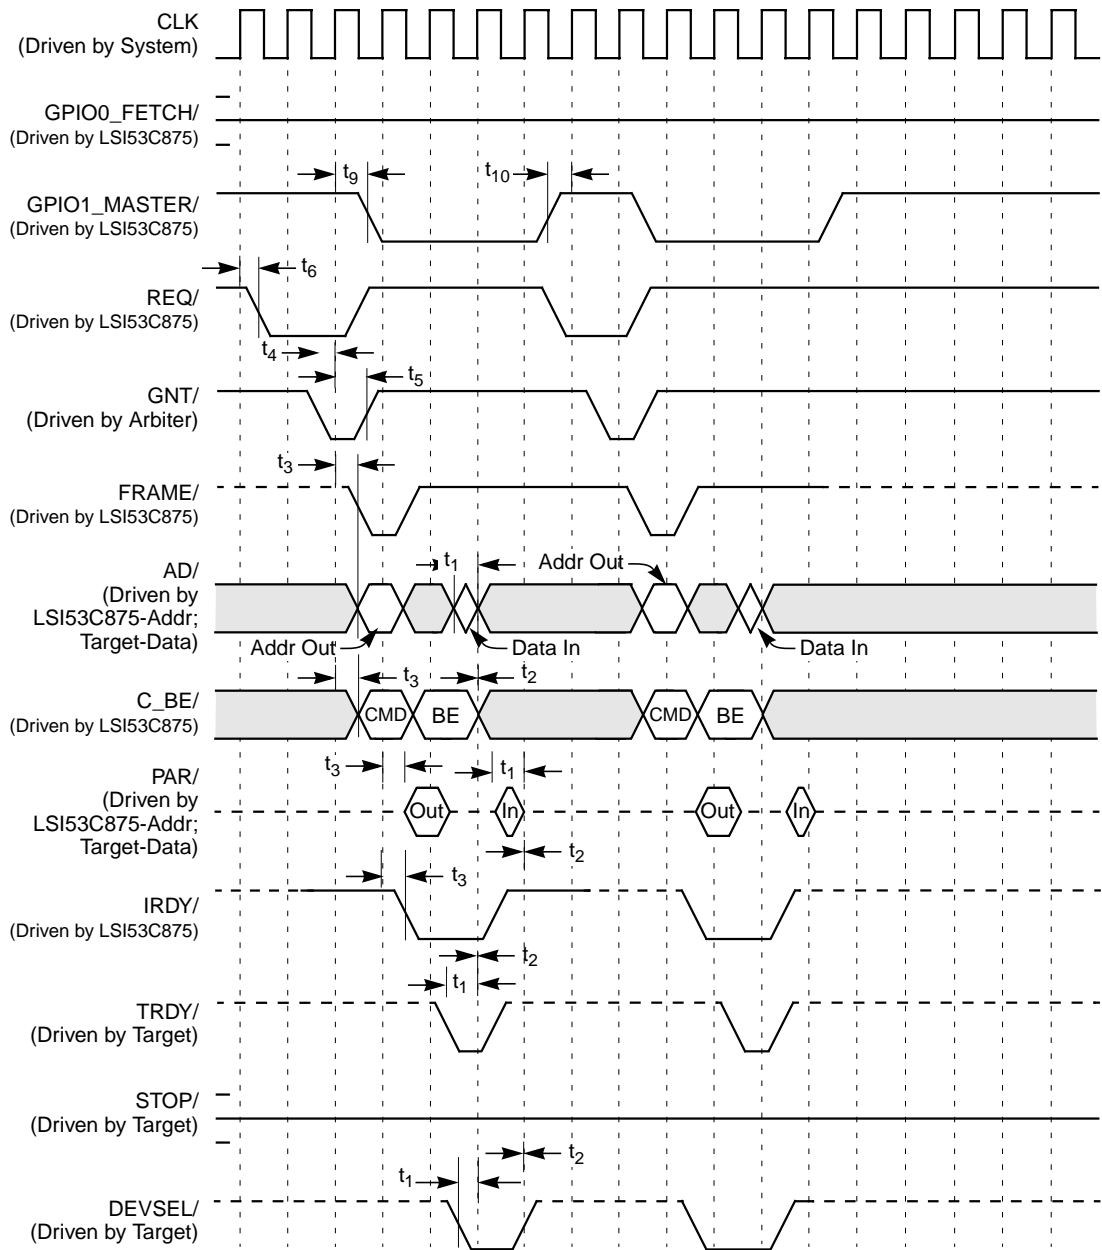 CLK
(Driven by System)
GPIO0_FETCH/
(Driven by LSI53C875)
t9
t10
GPIO1_MASTER/
(Driven by LSI53C875)
t6
REQ/
(Driven by LSI53C875)
t4
t5
GNT/
(Driven by Arbiter)
t3
FRAME/
(Driven by LSI53C875)
t1
Addr Out
AD/
(Driven by
LSI53C875-Addr;
Target-Data)
Addr Out
Data In
Data In
t3
t2
C_BE/
(Driven by LSI53C875)
CMD
BE
CMD
BE
t3
t1
PAR/
(Driven by
LSI53C875-Addr;
Target-Data)
Out
In
Out
In
t2
t3
IRDY/
(Driven by LSI53C875)
t2
t1
TRDY/
(Driven by Target)
STOP/
(Driven by Target)
t2
t1
DEVSEL/
(Driven by Target)